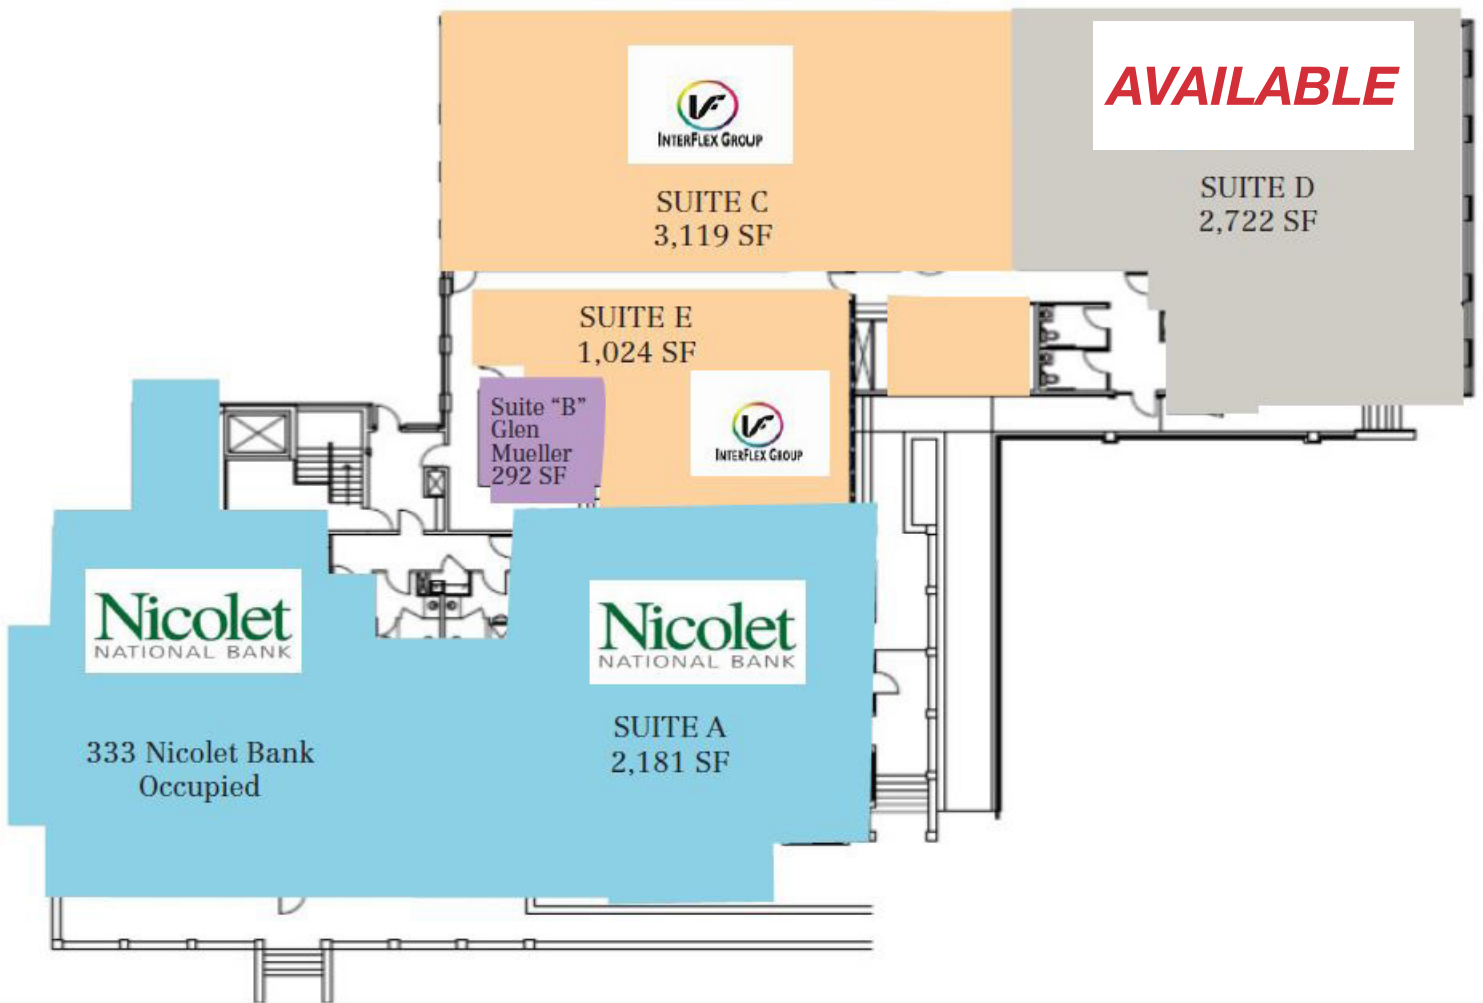 AVAILABLE
INTERFLEX GROUP
SUITE C
3,119 SF
SUITE D
2,722 SF
SUITE E
1,024 SF
Suite “B”
Glen
Mueller
292 SF
INTERFLEX GROUP
Nicolet
NATIONAL BANK
333 Nicolet Bank
Occupied
Nicolet
NATIONAL BANK
SUITE A
2,181 SF